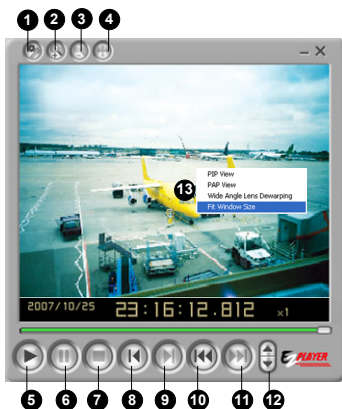 1 2 3 4
PIP View
PAP View
13
Wide Angle Lens Dewarping
Fit Window Size
2007/10/25 23:16:12.812 x1
EZPLAYER
5 6 7 8 9 10 11 12